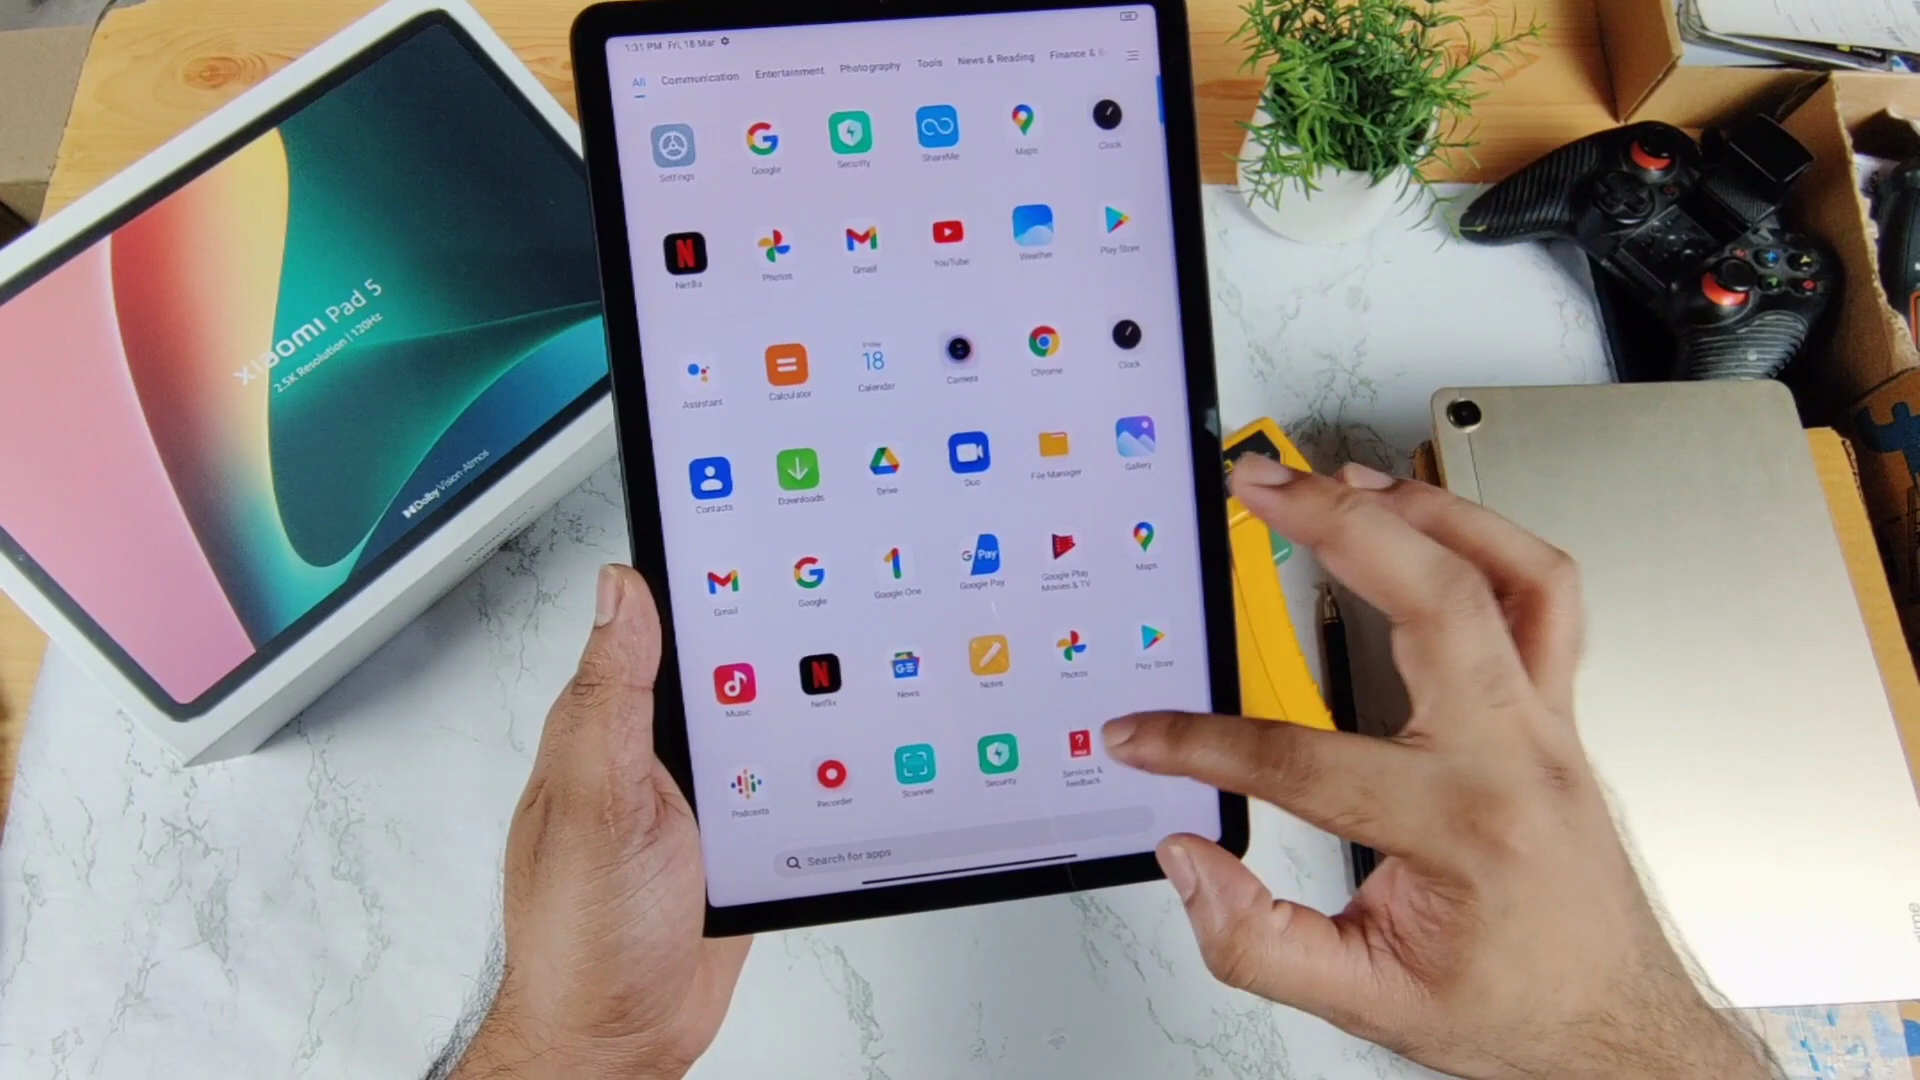 1:31 PM Fri, 18 Mar
All Communication Entertainment Photography Tools News & Reading Finance & B
Settings Google Security ShareMe Maps Clock
Netflix Photos Gmail YouTube Weather Play Store
Friday
18
Assistant Calculator Calendar Camera Chrome Clock
Contacts Downloads Drive Duo File Manager Gallery
G Pay
Gmail Google Google One Google Pay Google Play Maps
Movies & TV
Music Netflix News Notes Photos Play Store
Podcasts Recorder Scanner Security Services &
feedback
Search for apps
XIAOMI Pad 5
2.5K Resolution | 120Hz
Dolby Vision·Atmos